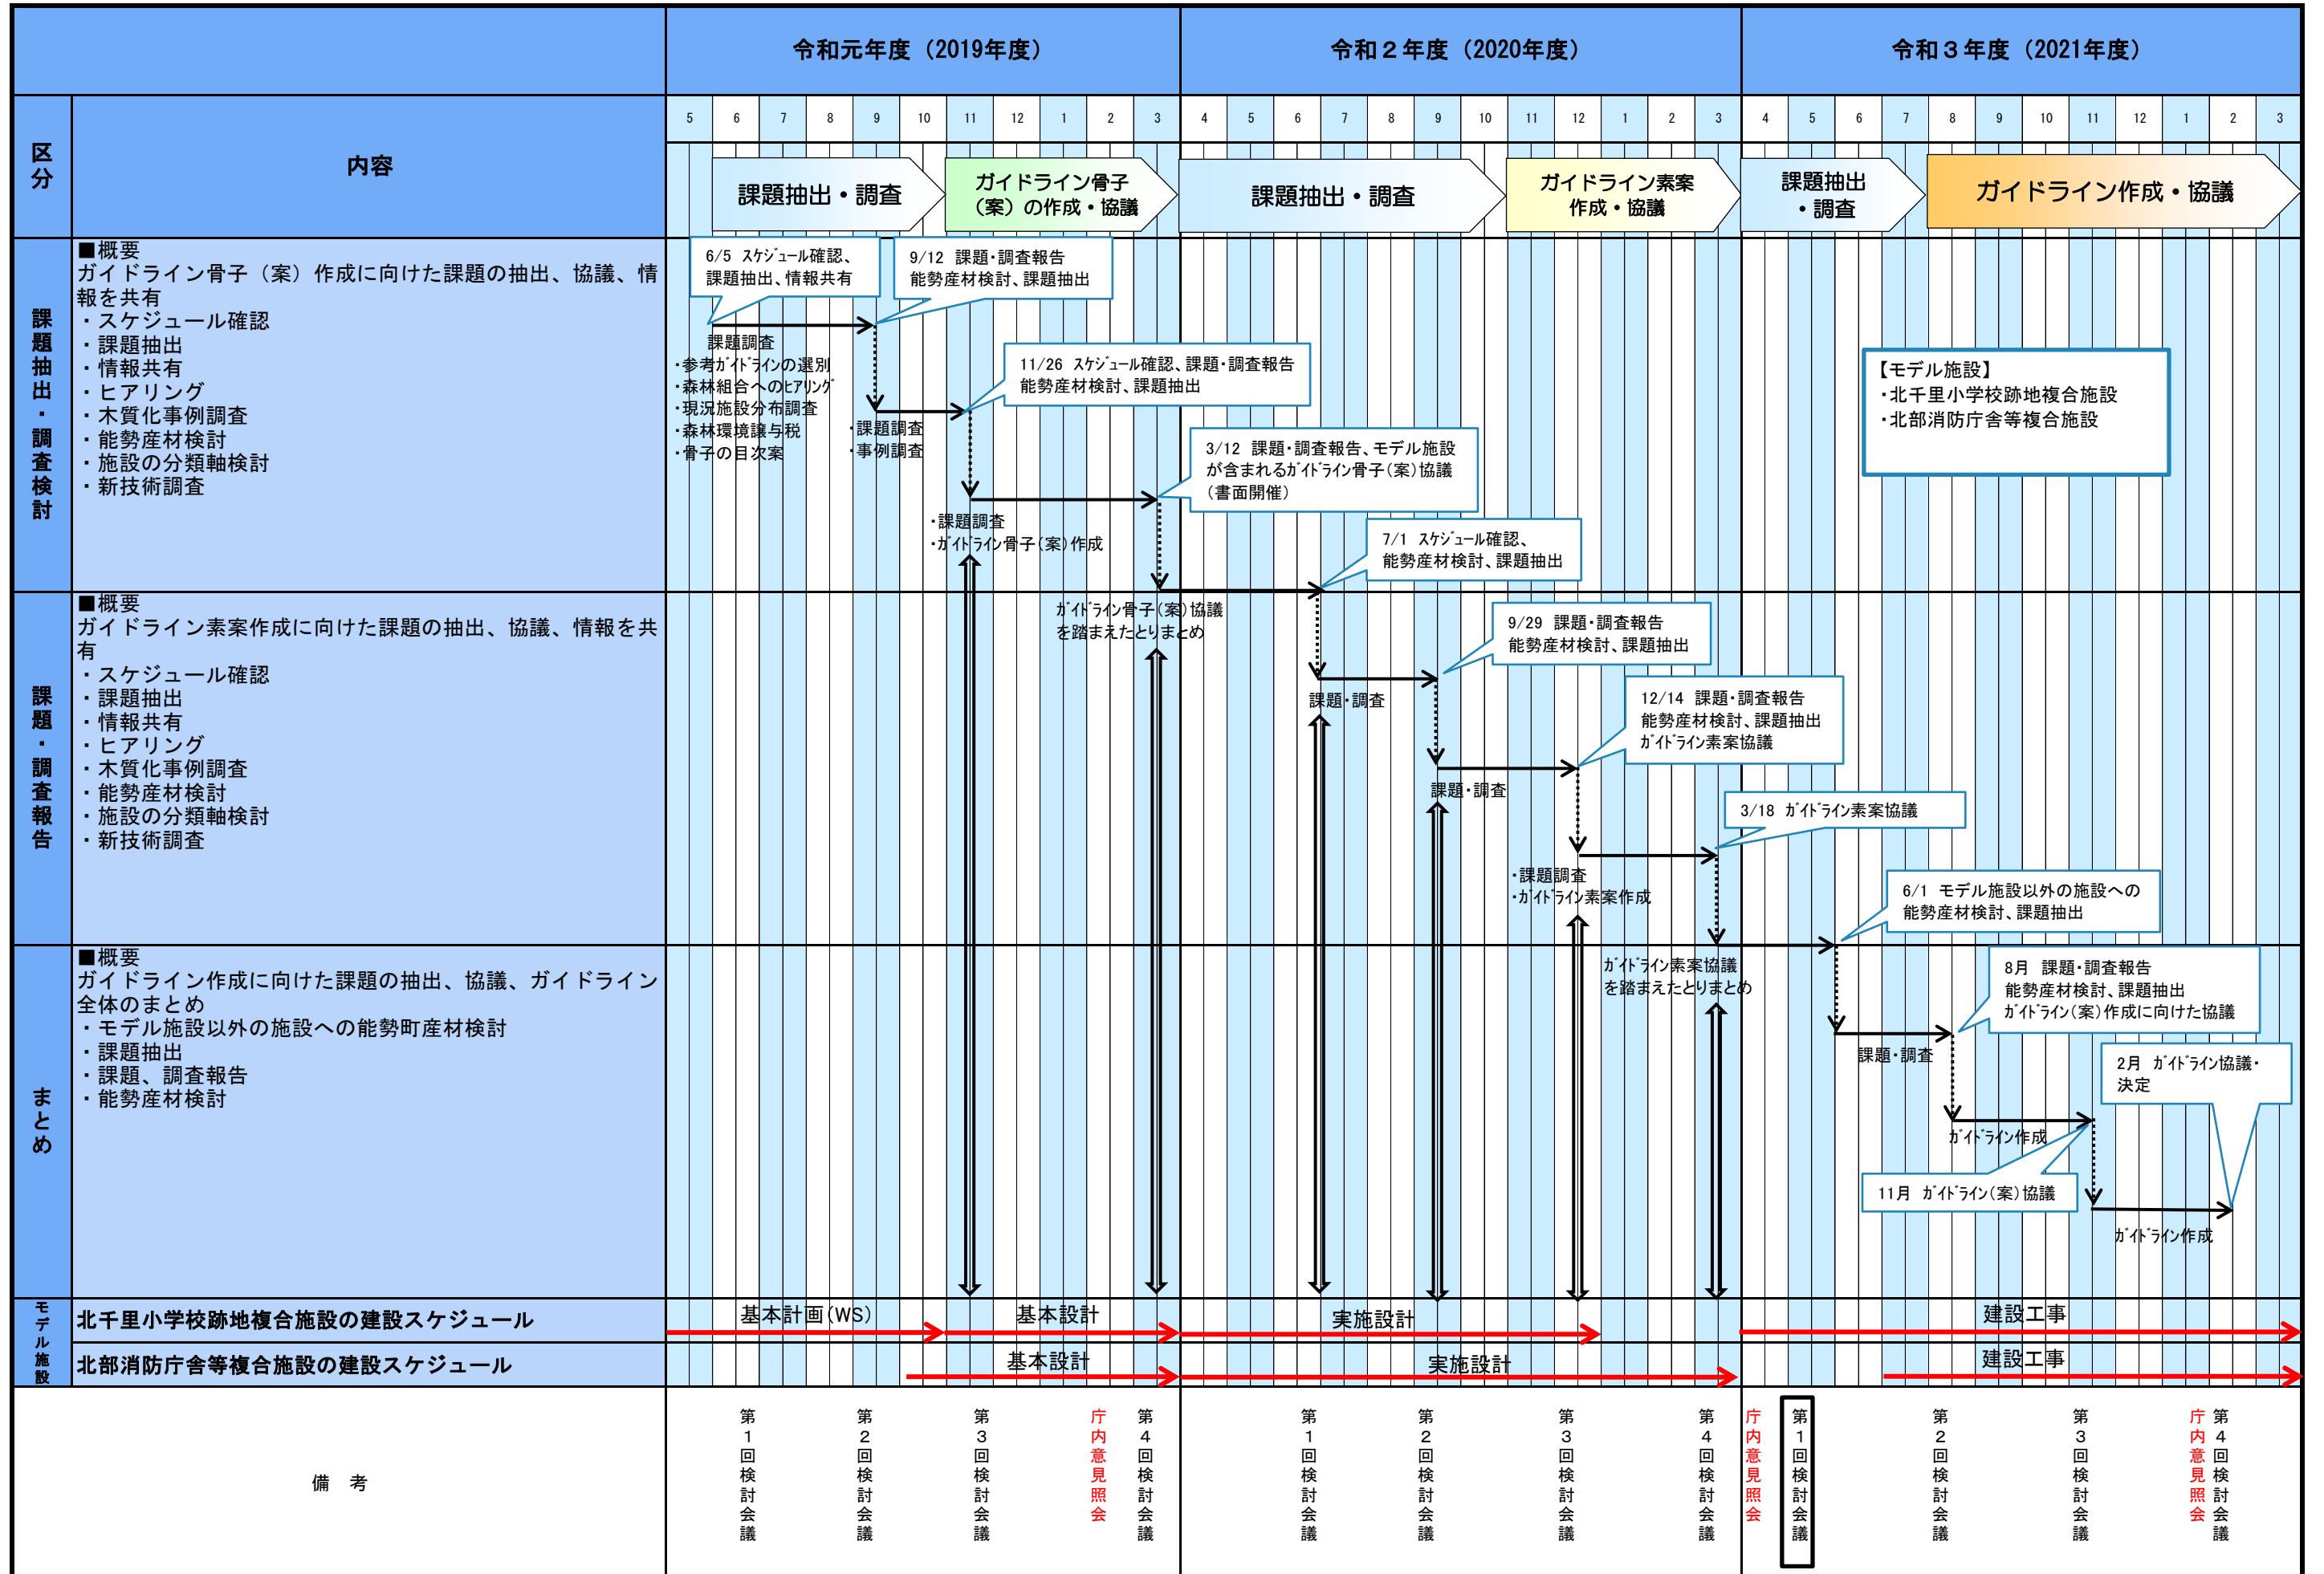 令和元年度（2019年度）
令和２年度（2020年度）
令和３年度（2021年度）
区分
内容
5 6 7 8 9 10 11 12 1 2 3 4 5 6 7 8 9 10 11 12 1 2 3 4 5 6 7 8 9 10 11 12 1 2 3
課題抽出・調査
ガイドライン骨子
（案）の作成・協議
課題抽出・調査
ガイドライン素案
作成・協議
課題抽出
・調査
ガイドライン作成・協議
課題抽出・調査検討
■概要
ガイドライン骨子（案）作成に向けた課題の抽出、協議、情
報を共有
・スケジュール確認
・課題抽出
・情報共有
・ヒアリング
・木質化事例調査
・能勢産材検討
・施設の分類軸検討
・新技術調査
6/5 ｽｹｼﾞｭｰﾙ確認、
課題抽出、情報共有
9/12 課題・調査報告
能勢産材検討、課題抽出
課題調査
・参考ｶﾞｲﾄﾞﾗｲﾝの選別
・森林組合へのﾋｱﾘﾝｸﾞ
・現況施設分布調査
・森林環境譲与税
・骨子の目次案
11/26 ｽｹｼﾞｭｰﾙ確認、課題・調査報告
能勢産材検討、課題抽出
・課題調査
・事例調査
3/12 課題・調査報告、モデル施設
が含まれるｶﾞｲﾄﾞﾗｲﾝ骨子(案)協議
（書面開催）
・課題調査
・ｶﾞｲﾄﾞﾗｲﾝ骨子(案)作成
7/1 ｽｹｼﾞｭｰﾙ確認、
能勢産材検討、課題抽出
【モデル施設】
・北千里小学校跡地複合施設
・北部消防庁舎等複合施設
課題・調査報告
■概要
ガイドライン素案作成に向けた課題の抽出、協議、情報を共
有
・スケジュール確認
・課題抽出
・情報共有
・ヒアリング
・木質化事例調査
・能勢産材検討
・施設の分類軸検討
・新技術調査
ｶﾞｲﾄﾞﾗｲﾝ骨子(案)協議
を踏まえたとりまとめ
9/29 課題・調査報告
能勢産材検討、課題抽出
課題・調査
12/14 課題・調査報告
能勢産材検討、課題抽出
ｶﾞｲﾄﾞﾗｲﾝ素案協議
課題・調査
3/18 ｶﾞｲﾄﾞﾗｲﾝ素案協議
・課題調査
・ｶﾞｲﾄﾞﾗｲﾝ素案作成
6/1 モデル施設以外の施設への
能勢産材検討、課題抽出
まとめ
■概要
ガイドライン作成に向けた課題の抽出、協議、ガイドライン
全体のまとめ
・モデル施設以外の施設への能勢町産材検討
・課題抽出
・課題、調査報告
・能勢産材検討
ｶﾞｲﾄﾞﾗｲﾝ素案協議
を踏まえたとりまとめ
8月 課題・調査報告
能勢産材検討、課題抽出
ｶﾞｲﾄﾞﾗｲﾝ(案)作成に向けた協議
課題・調査
2月 ｶﾞｲﾄﾞﾗｲﾝ協議・
決定
ｶﾞｲﾄﾞﾗｲﾝ作成
11月 ｶﾞｲﾄﾞﾗｲﾝ(案)協議
ｶﾞｲﾄﾞﾗｲﾝ作成
モデル施設
北千里小学校跡地複合施設の建設スケジュール
基本計画(WS)
基本設計
実施設計
建設工事
北部消防庁舎等複合施設の建設スケジュール
基本設計
実施設計
建設工事
備　考
第1回検討会議
第2回検討会議
第3回検討会議
庁内意見照会
第4回検討会議
第1回検討会議
第2回検討会議
第3回検討会議
第4回検討会議
庁内意見照会
第1回検討会議
第2回検討会議
第3回検討会議
庁内意見照会
第4回検討会議